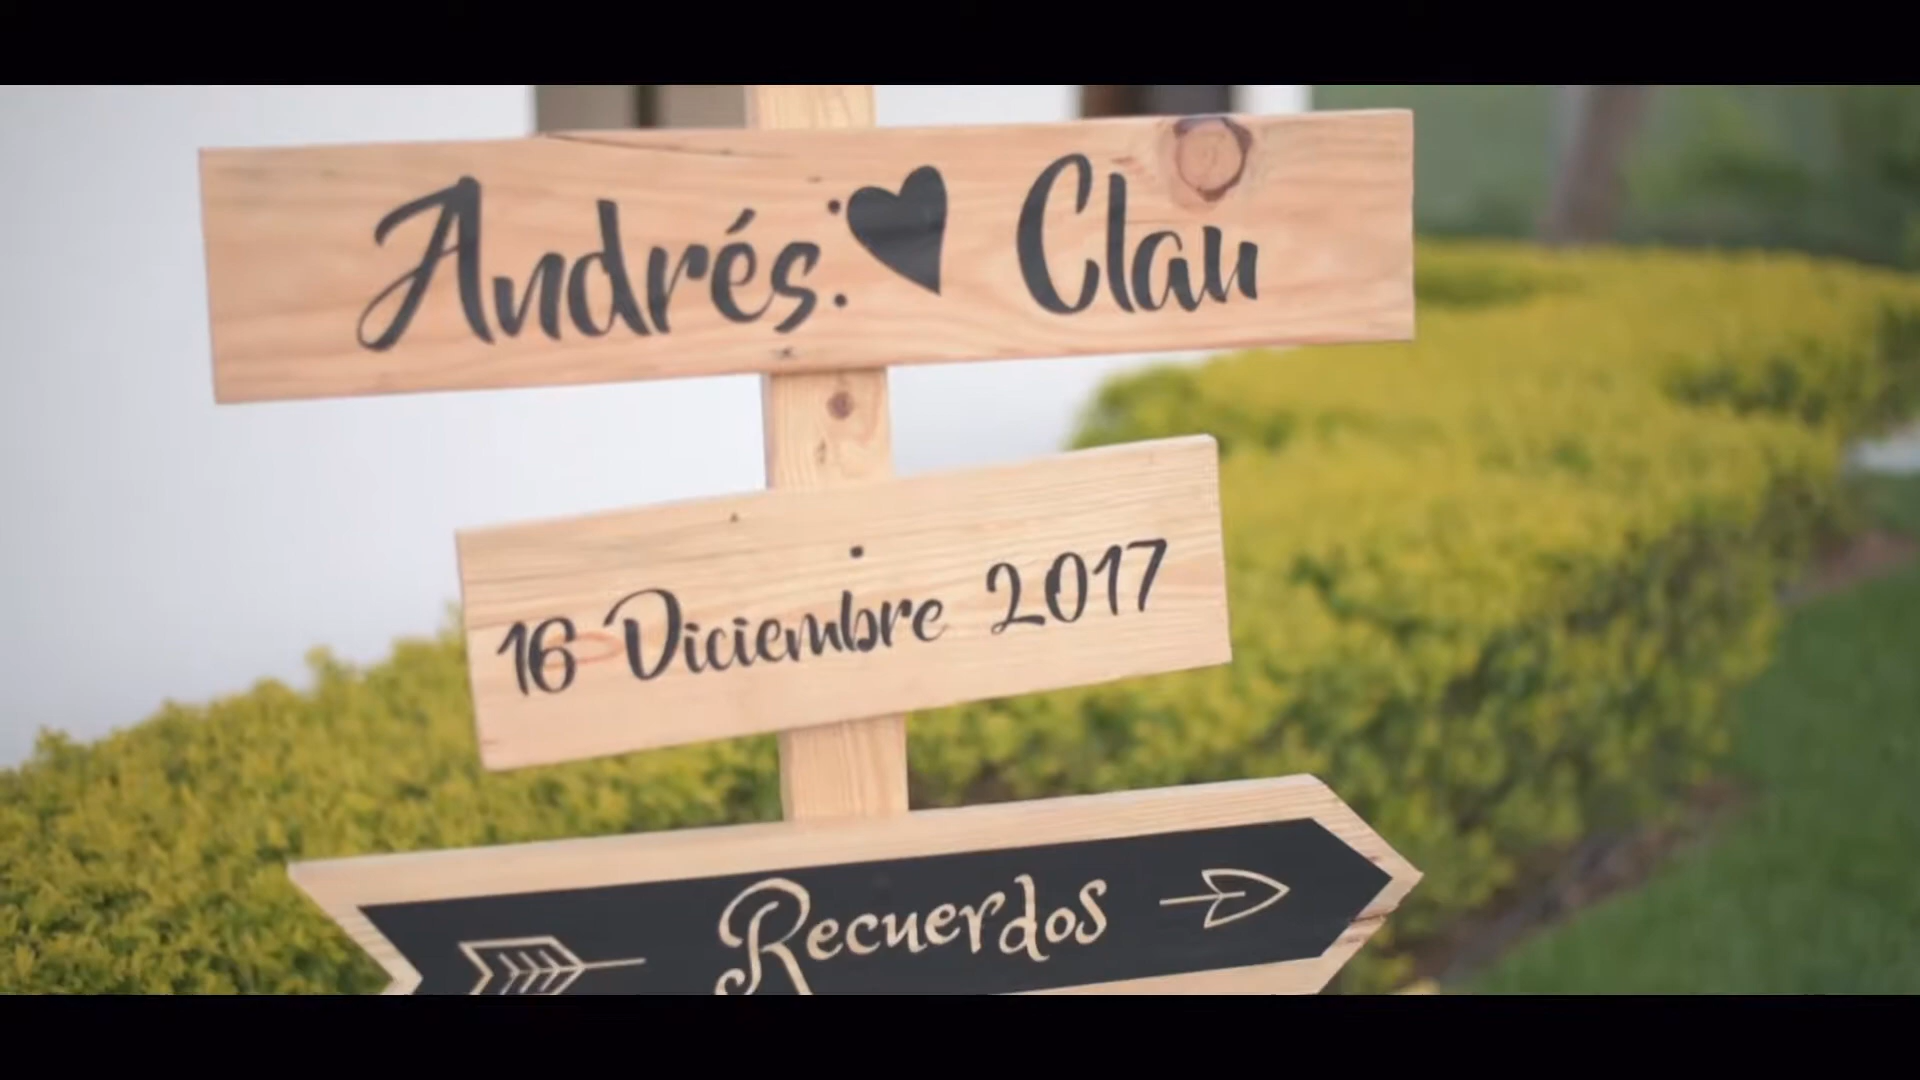 Andrés ♥ Clau
16 Diciembre 2017
Recuerdos